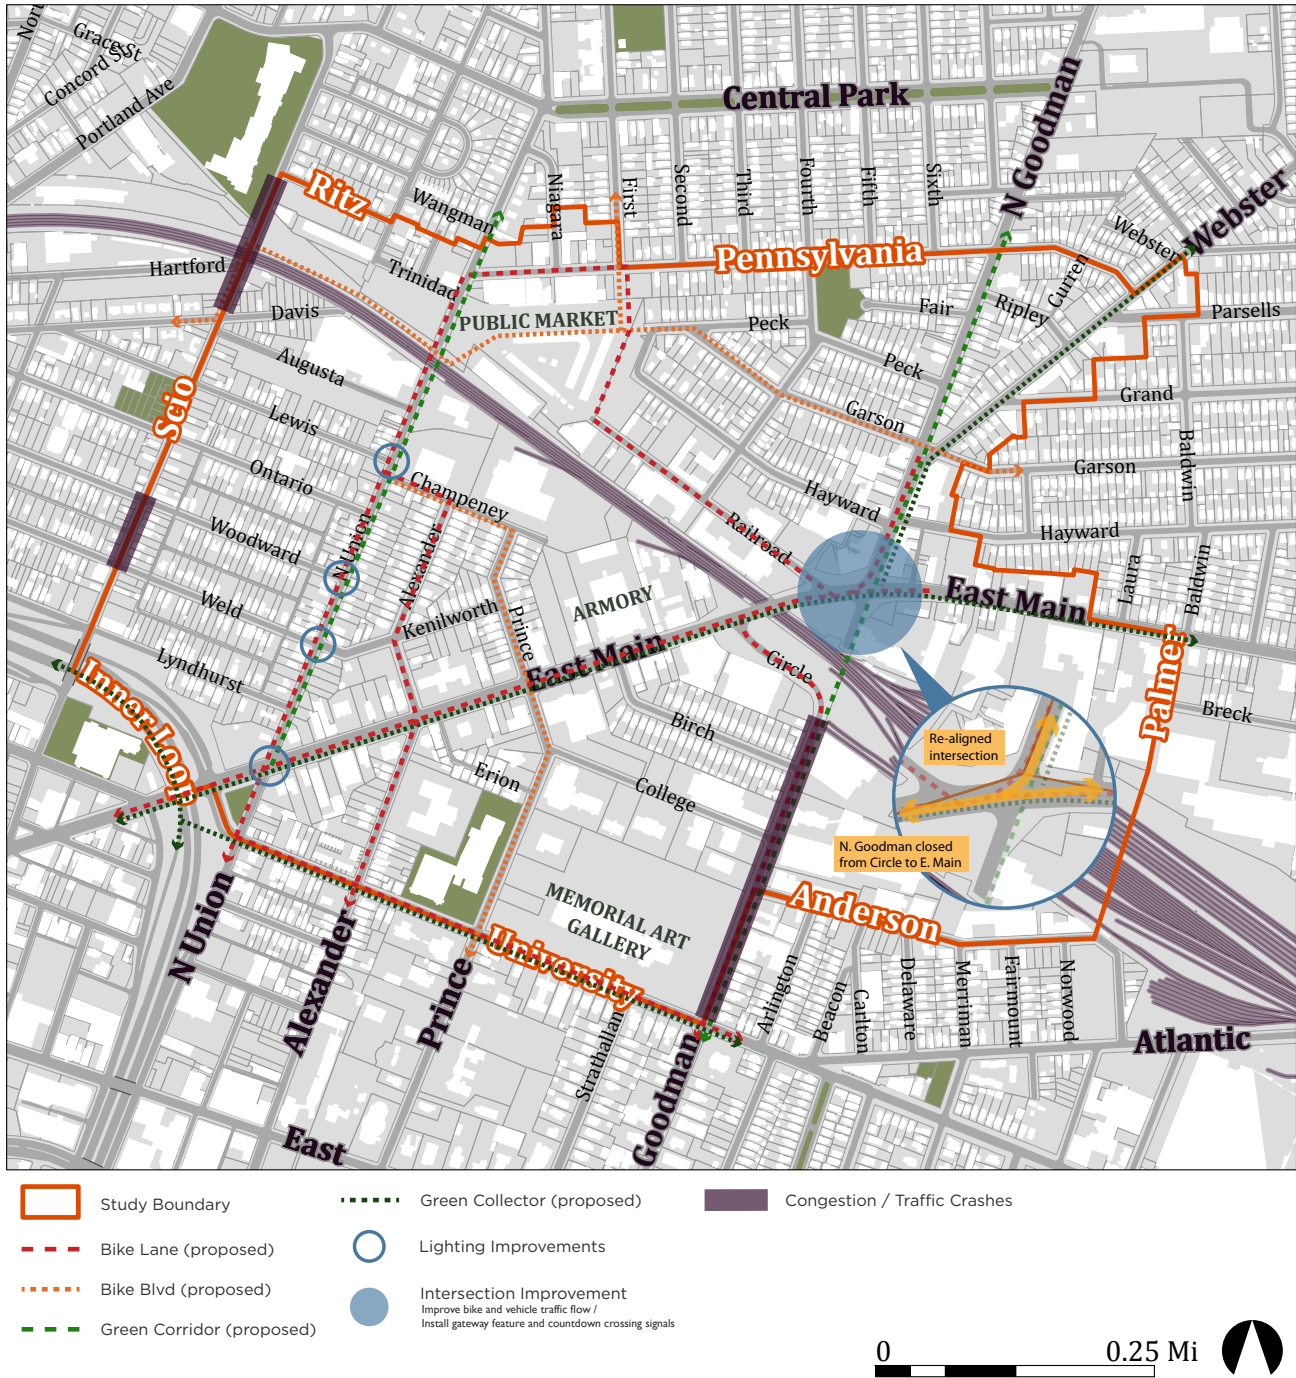 Nor
Grace St
Concord St
Portland Ave
Central Park
N Goodman
Ritz
Wangman
Niagara
First
Second
Third
Fourth
Fifth
Sixth
Webster
Webster
Hartford
Trinidad
Pennsylvania
Curren
Davis
PUBLIC MARKET
Peck
Fair
Ripley
Parsells
Augusta
Peck
Scio
Lewis
Garson
Grand
Baldwin
Ontario
Champeney
Garson
Woodward
N Union
Alexander
Hayward
Railroad
Hayward
Weld
Kenilworth
Prince
ARMORY
East Main
Laura
Baldwin
Lyndhurst
East Main
Circle
Palmer
Inner Loop
Birch
Breck
Re-aligned
intersection
Erion
College
N. Goodman closed
from Circle to E. Main
N Union
Alexander
Prince
MEMORIAL ART
GALLERY
University
Anderson
Arlington
Beacon
Carlton
Delaware
Merriman
Fairmount
Norwood
Strathallan
Goodman
Atlantic
East
Study Boundary
Bike Lane (proposed)
Bike Blvd (proposed)
Green Corridor (proposed)
Green Collector (proposed)
Lighting Improvements
Intersection Improvement
Improve bike and vehicle traffic flow /
Install gateway feature and countdown crossing signals
Congestion / Traffic Crashes
0 0.25 Mi